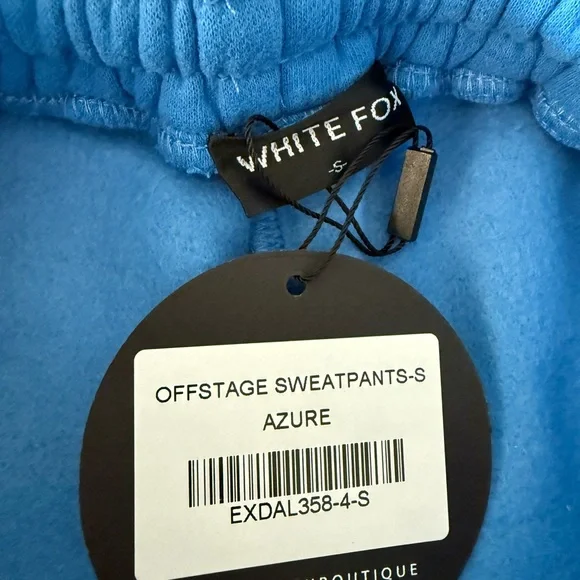 WHITE FOX
-S-
OFFSTAGE SWEATPANTS-S
AZURE
EXDAL358-4-S